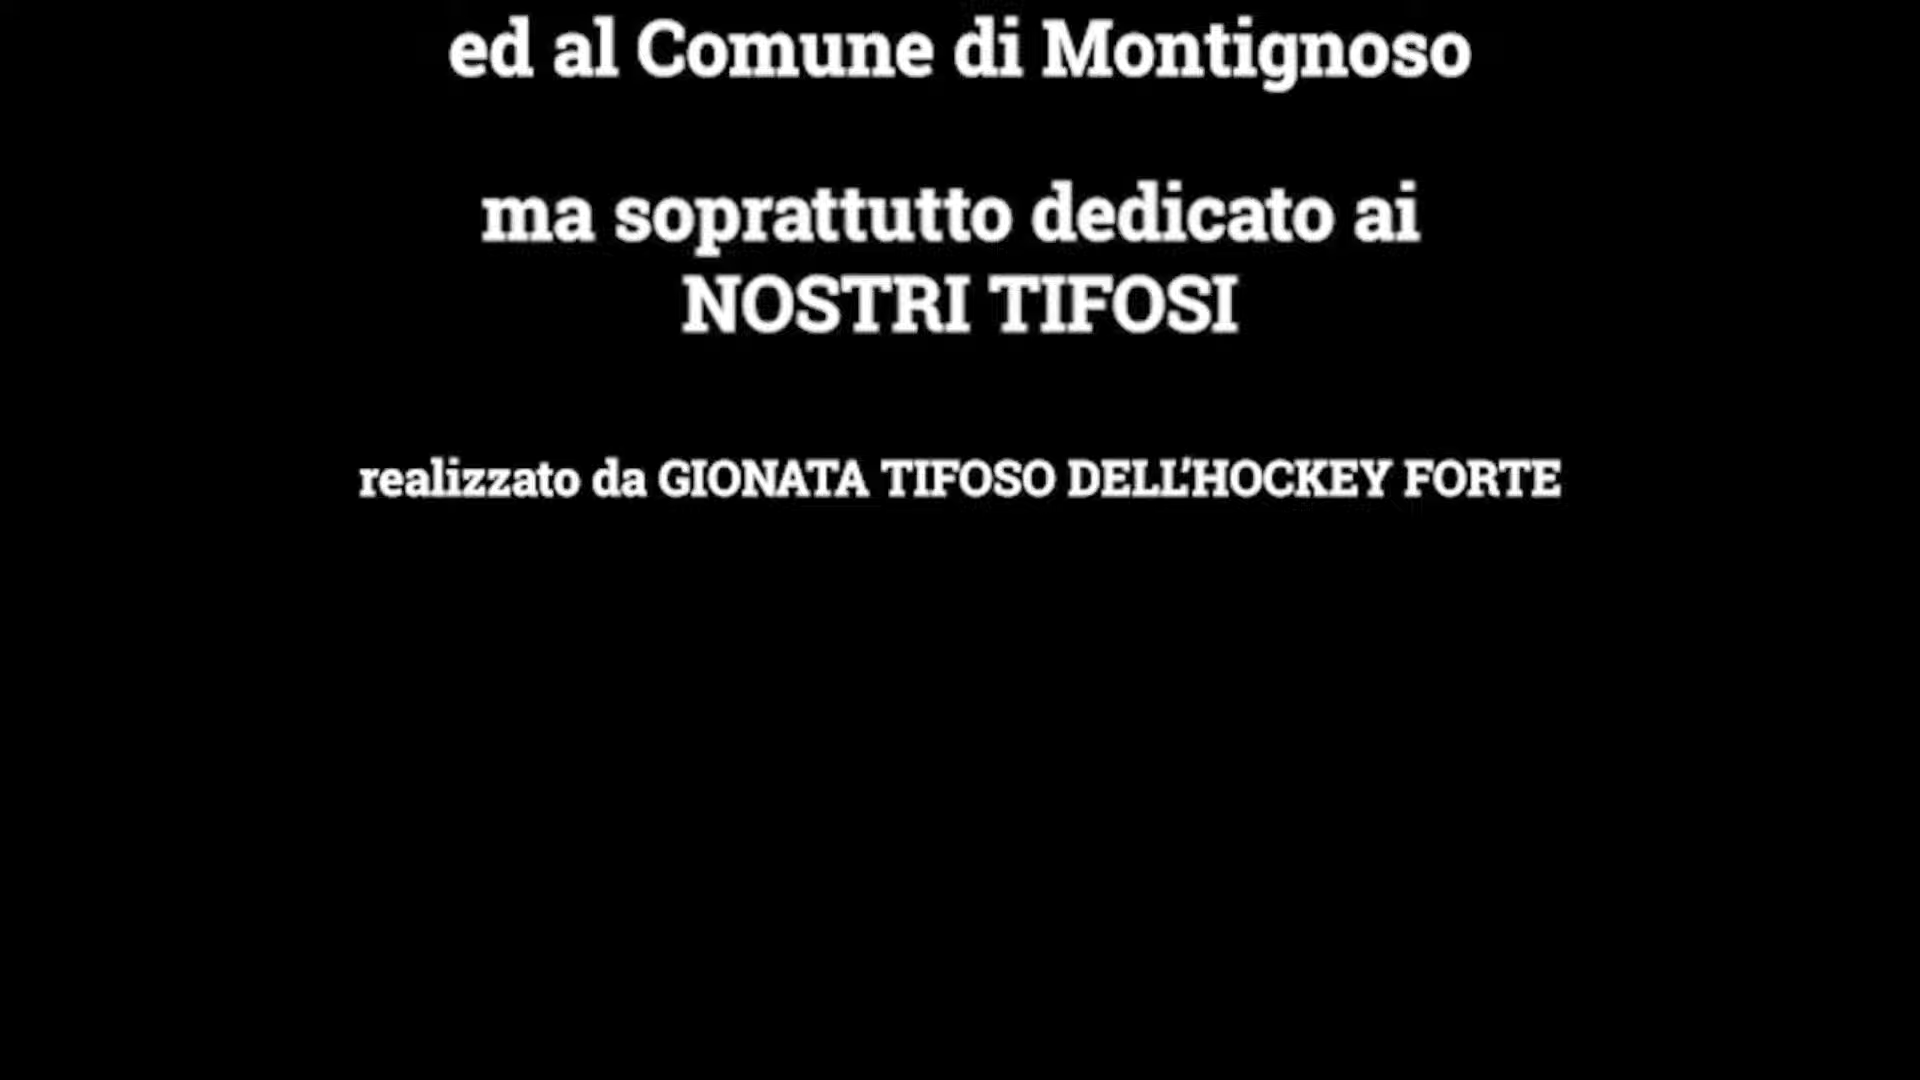 ed al Comune di Montignoso
ma soprattutto dedicato ai
NOSTRI TIFOSI
realizzato da GIONATA TIFOSO DELL'HOCKEY FORTE